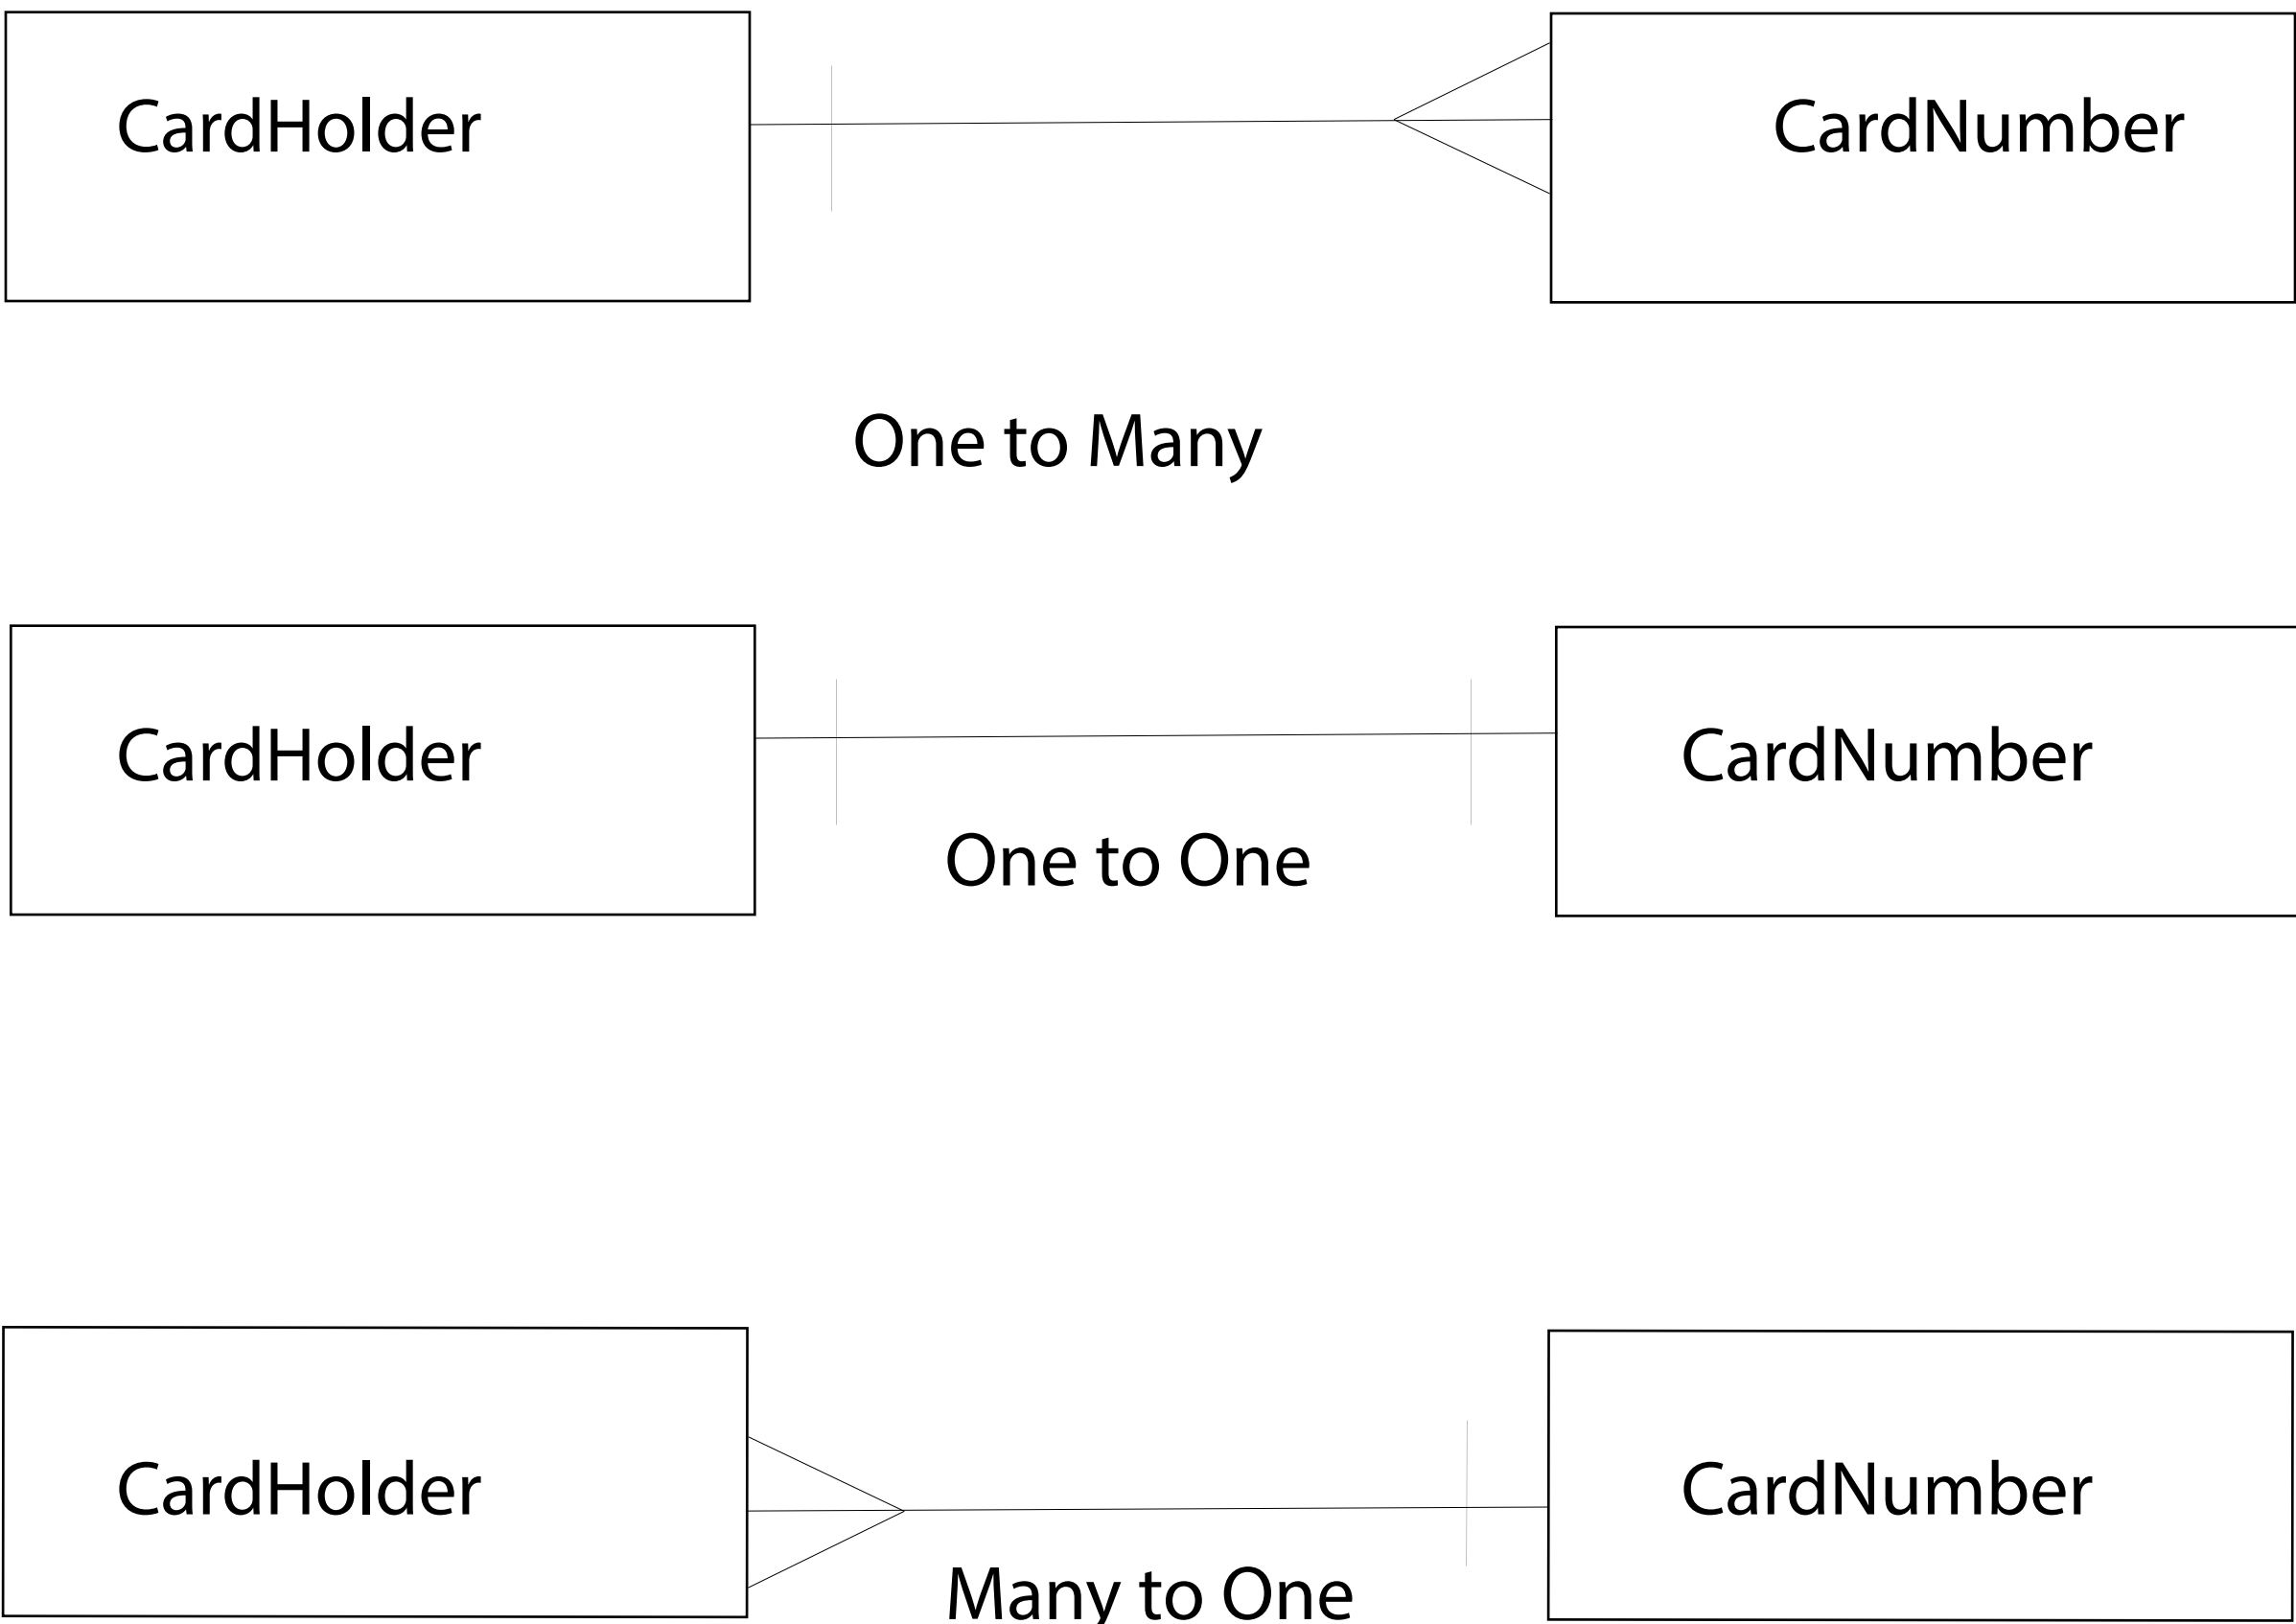 CardHolder
CardNumber
One to Many
CardHolder
CardNumber
One to One
CardHolder
CardNumber
Many to One